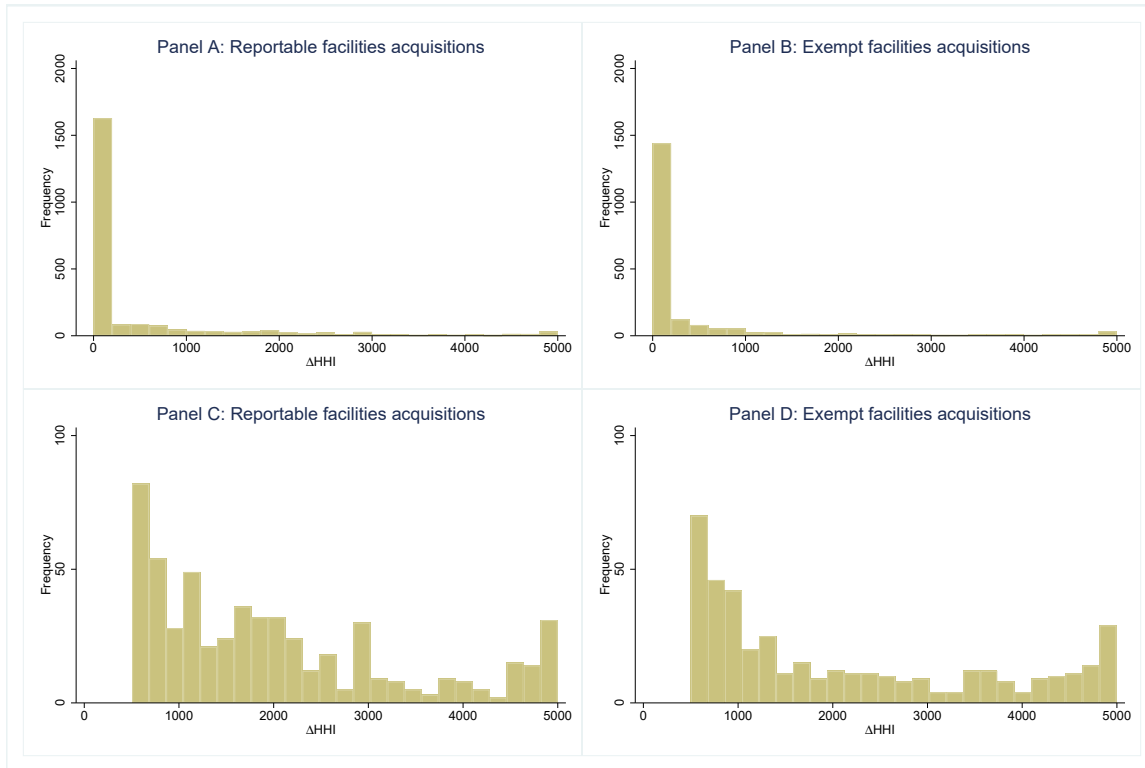 Panel A: Reportable facilities acquisitions
Frequency
2000
1500
1000
500
0
0 1000 2000 3000 4000 5000
ΔHHI
Panel B: Exempt facilities acquisitions
Frequency
2000
1500
1000
500
0
0 1000 2000 3000 4000 5000
ΔHHI
Panel C: Reportable facilities acquisitions
Frequency
100
50
0
0 1000 2000 3000 4000 5000
ΔHHI
Panel D: Exempt facilities acquisitions
Frequency
100
50
0
0 1000 2000 3000 4000 5000
ΔHHI